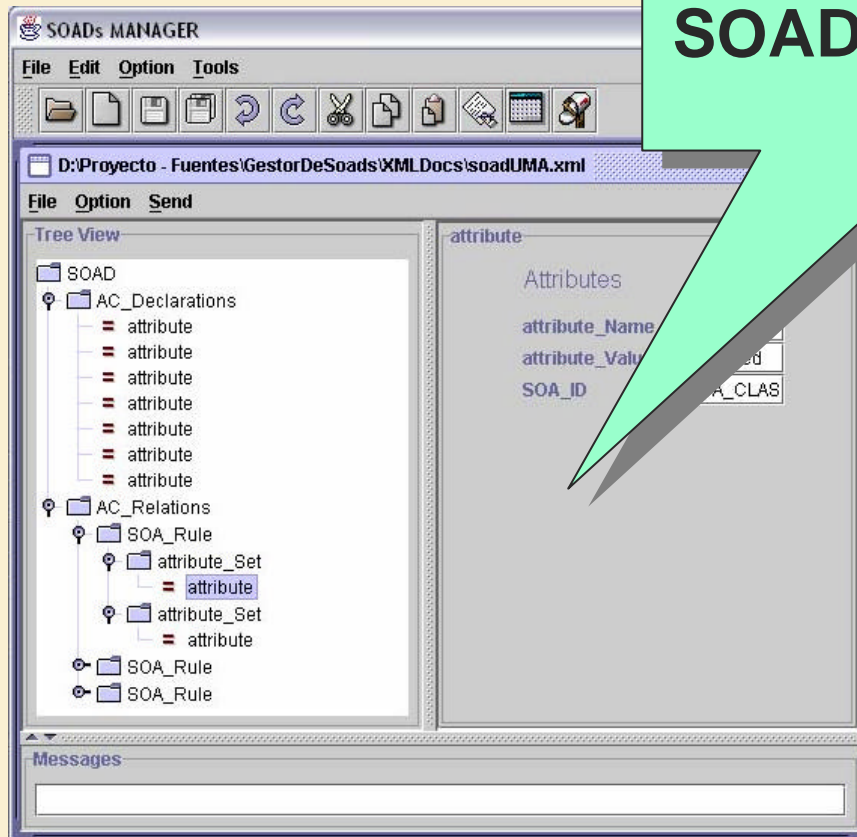 SOAD
SOADs MANAGER
File Edit Option Tools
D:\Proyecto - Fuentes\GestorDeSoads\XMLDocs\soadUMA.xml
File Option Send
Tree View
SOAD
AC_Declarations
attribute
attribute
attribute
attribute
attribute
attribute
attribute
AC_Relations
SOA_Rule
attribute_Set
attribute
attribute_Set
attribute
SOA_Rule
SOA_Rule
attribute
Attributes
attribute_Name
attribute_Valu
SOA_ID A_CLAS
Messages